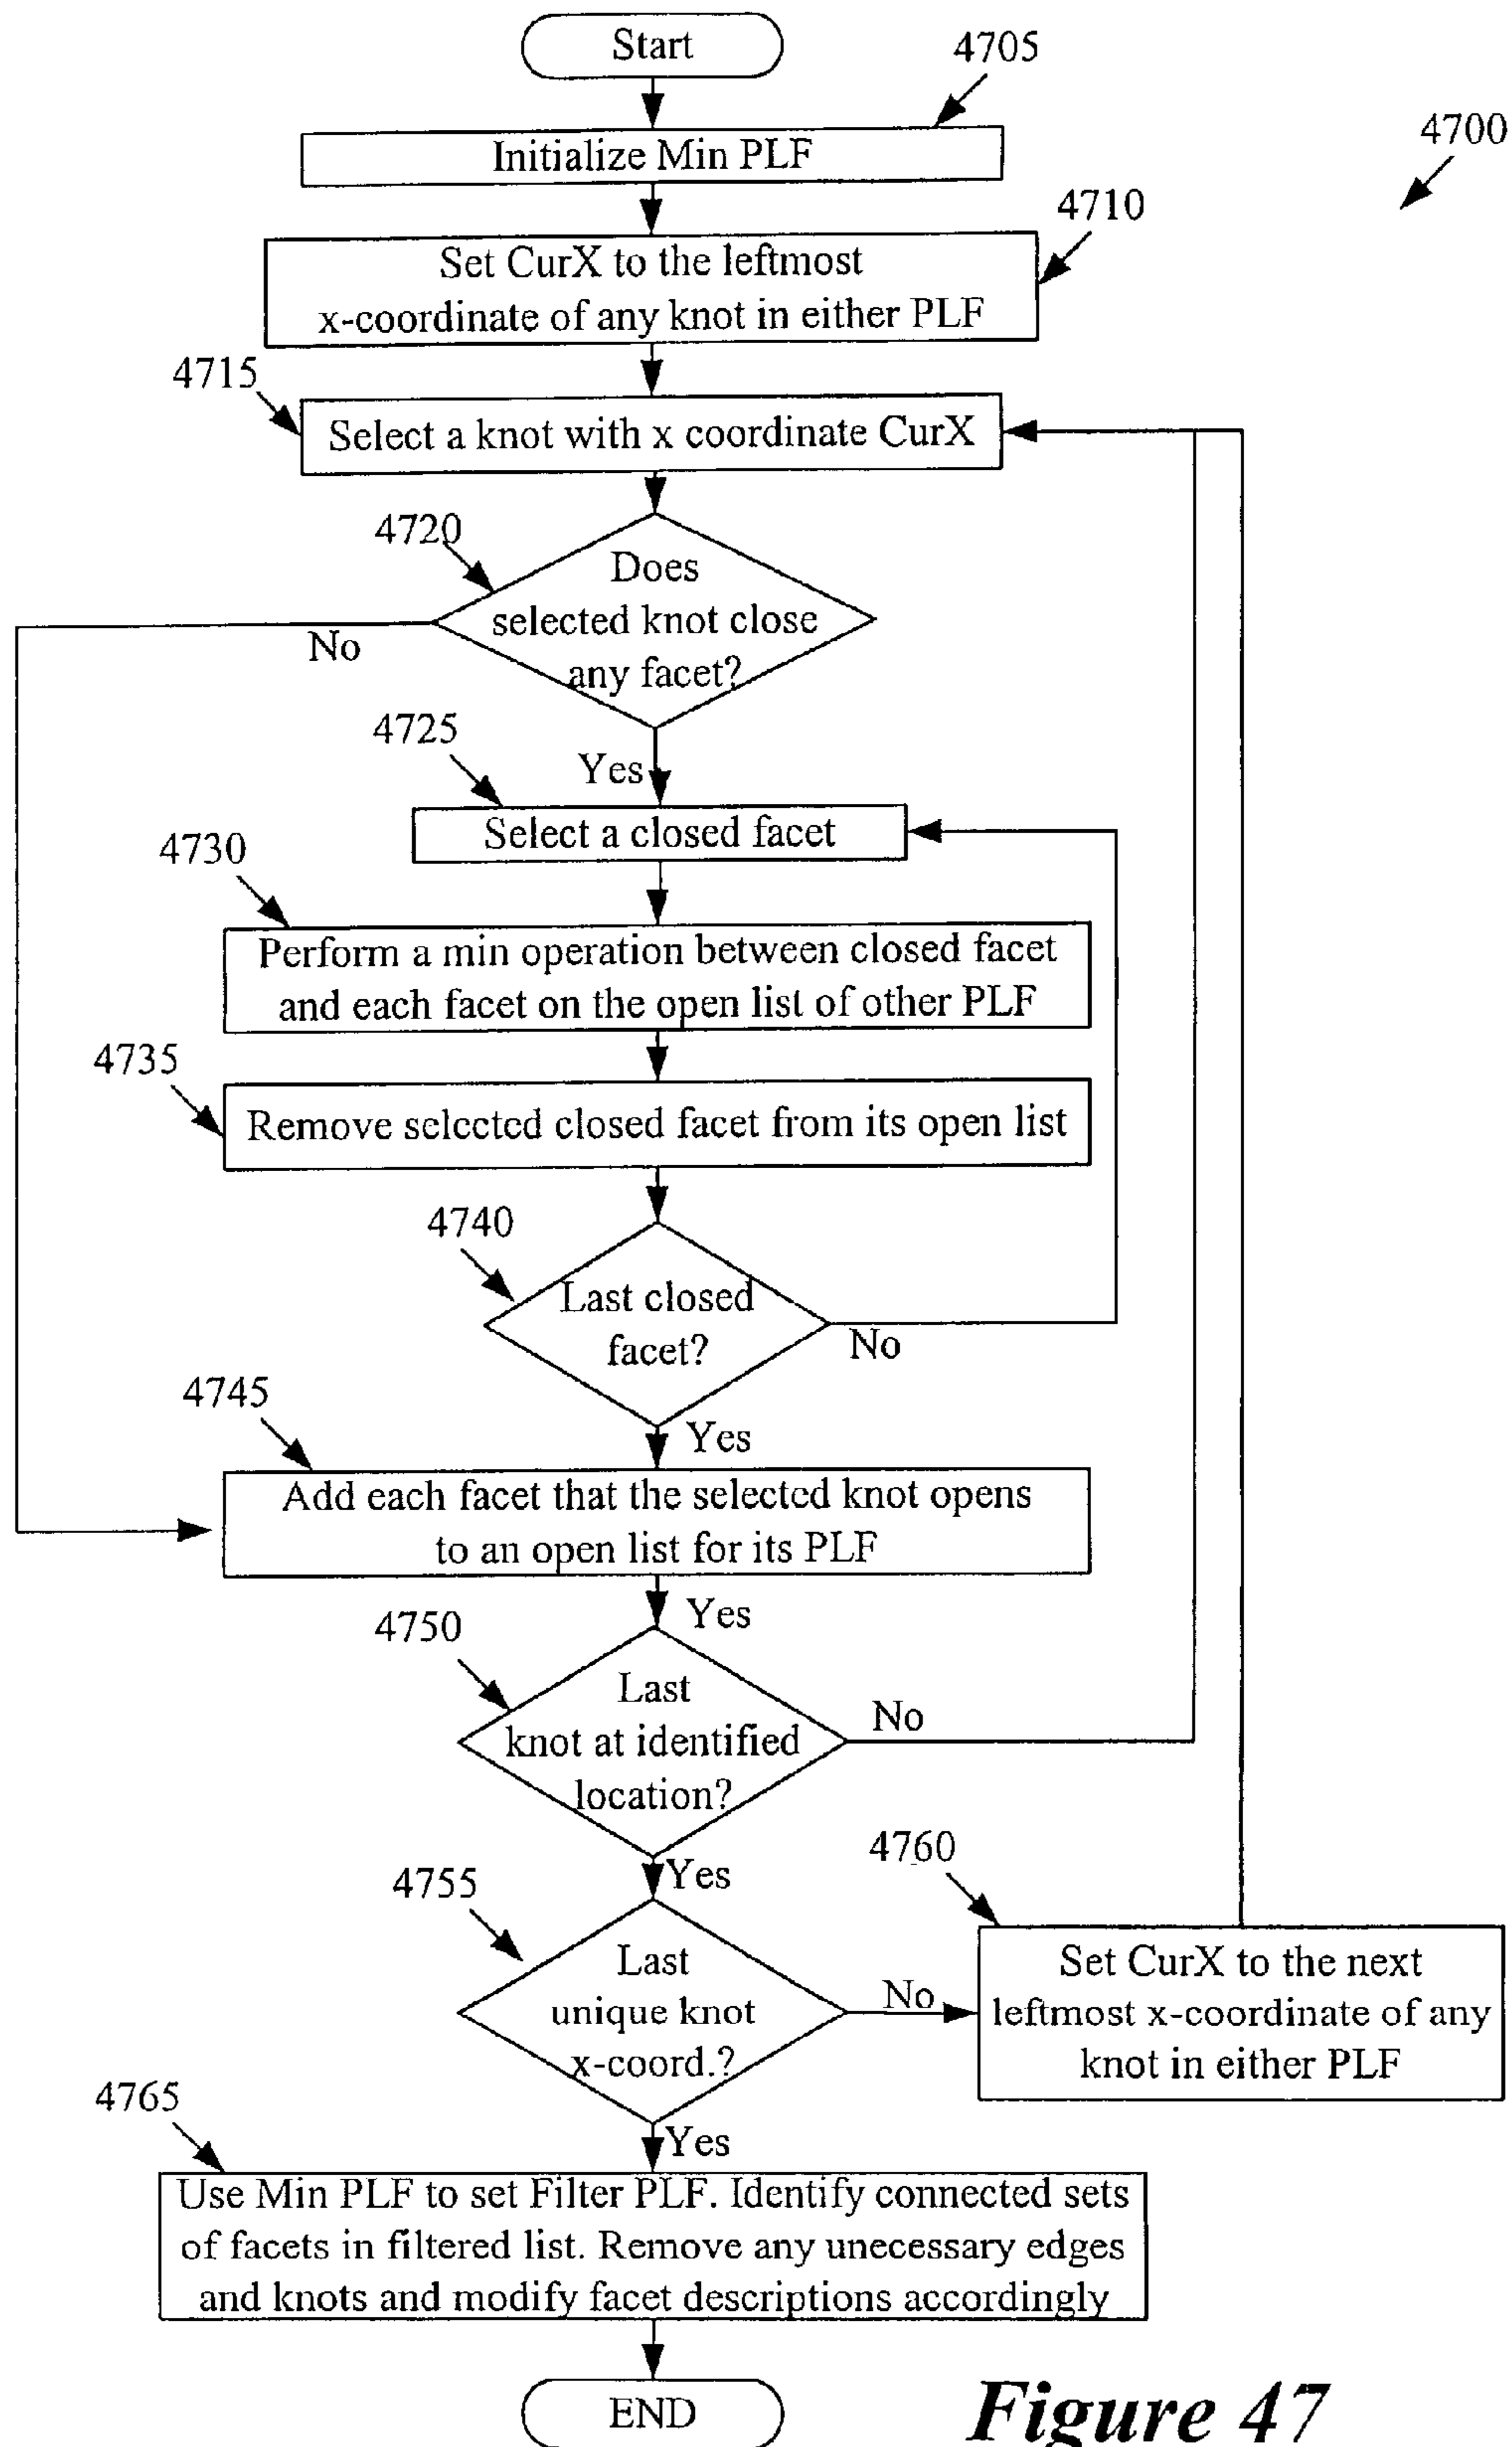 Start
4705
Initialize Min PLF
4700
4710
Set CurX to the leftmost
x-coordinate of any knot in either PLF
4715
Select a knot with x coordinate CurX
4720
Does
selected knot close
any facet?
No
4725
Yes
Select a closed facet
4730
Perform a min operation between closed facet
and each facet on the open list of other PLF
4735
Remove selected closed facet from its open list
4740
Last closed
facet?
No
4745
Yes
Add each facet that the selected knot opens
to an open list for its PLF
4750
Yes
Last
knot at identified
location?
No
4755
Yes
4760
Last
unique knot
x-coord.?
No
Set CurX to the next
leftmost x-coordinate of any
knot in either PLF
4765
Yes
Use Min PLF to set Filter PLF. Identify connected sets
of facets in filtered list. Remove any unecessary edges
and knots and modify facet descriptions accordingly
END
Figure 47